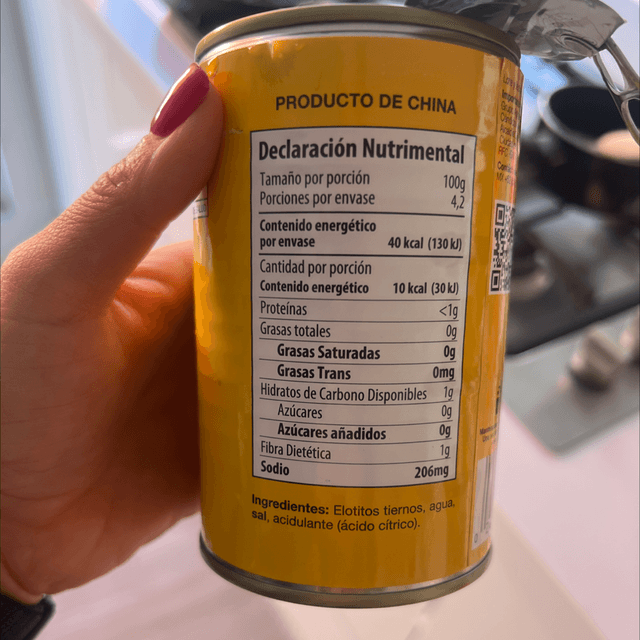 PRODUCTO DE CHINA
Declaración Nutrimental
Tamaño por porción 100g
Porciones por envase 4,2
Contenido energético
por envase 40 kcal (130 kJ)
Cantidad por porción
Contenido energético 10 kcal (30 kJ)
Proteínas <1g
Grasas totales 0g
Grasas Saturadas 0g
Grasas Trans 0mg
Hidratos de Carbono Disponibles 1g
Azúcares 0g
Azúcares añadidos 0g
Fibra Dietética 1g
Sodio 206mg
Ingredientes: Elotitos tiernos, agua,
sal, acidulante (ácido cítrico).